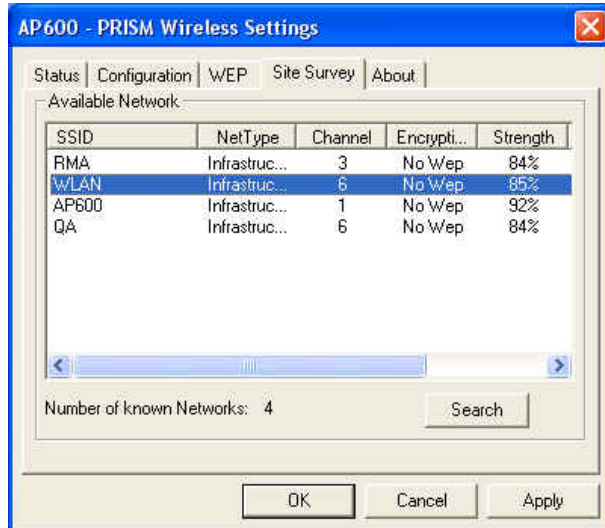 AP600 - PRISM Wireless Settings
Status Configuration WEP Site Survey About
Available Network
SSID NetType Channel Encrypti... Strength
RMA Infrastruc... 3 No Wep 84%
WLAN Infrastruc... 6 No Wep 85%
AP600 Infrastruc... 1 No Wep 92%
QA Infrastruc... 6 No Wep 84%
Number of known Networks: 4 Search
OK Cancel Apply